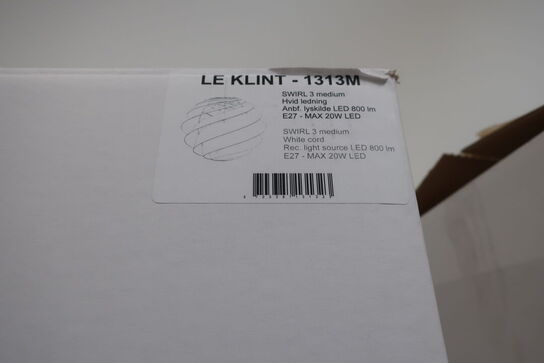 LE KLINT - 1313M
SWIRL 3 medium
Hvid ledning
Anbf. lyskilde LED 800 lm
E27 - MAX 20W LED
SWIRL 3 medium
White cord
Rec. light source LED 800 lm
E27 - MAX 20W LED